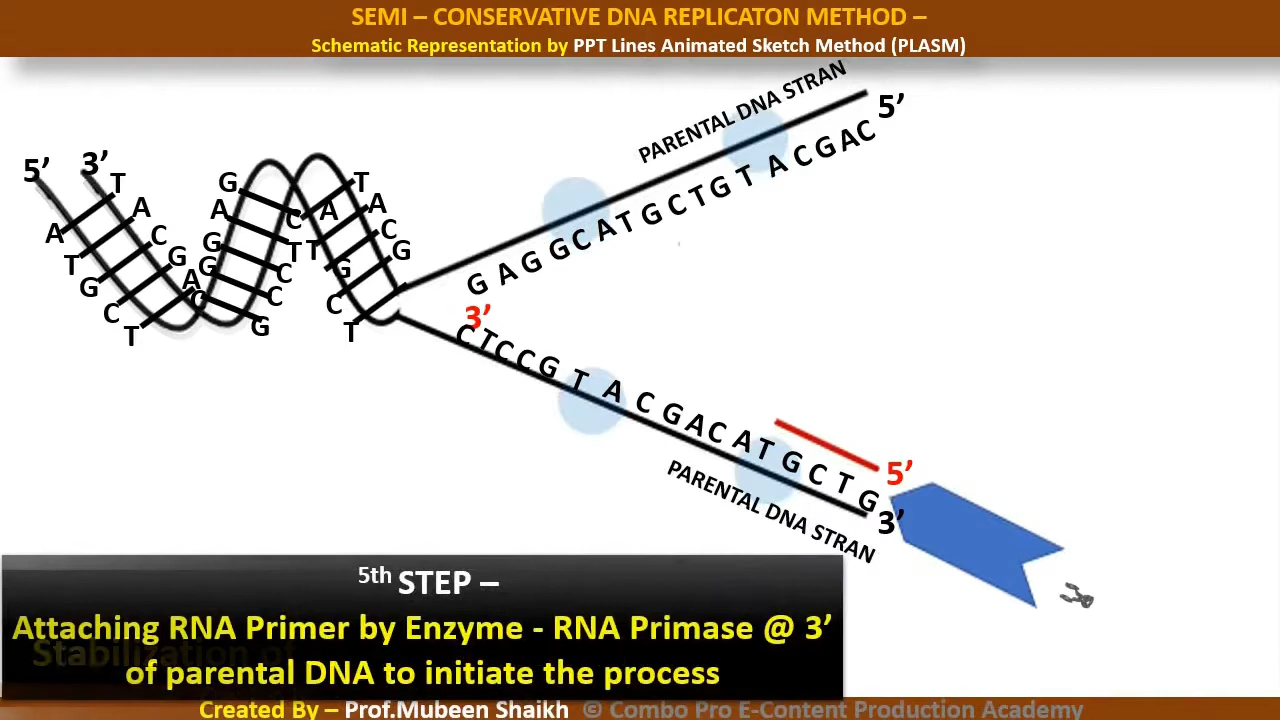 SEMI – CONSERVATIVE DNA REPLICATON METHOD –
Schematic Representation by PPT Lines Animated Sketch Method (PLASM)
PARENTAL DNA STRAN
5’
5’ 3’
T A C G A C
A T G C T
G A G G G
C T C C G
A T G C T
T A C G
G A G G C A T G C T G T A C G A C
3’
C T C C G T A C G A C A T G C T G
5’
3’
PARENTAL DNA STRAN
5th STEP –
Attaching RNA Primer by Enzyme - RNA Primase @ 3’
of parental DNA to initiate the process
Stabilization of
Created By – Prof.Mubeen Shaikh © Combo Pro E-Content Production Academy